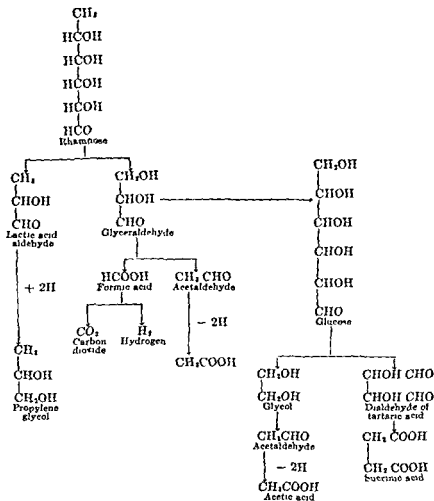 CH₃
HCOH
HCOH
HCOH
HCOH
HCO
Rhamnose
CH₃
CHOH
CHO
Lactic acid
aldehyde
CH₂OH
CHOH
CHO
Glyceraldehyde
CH₂OH
CHOH
CHOH
CHOH
CHOH
CHO
Glucose
+ 2H
HCOOH
Formic acid
CH₃ CHO
Acetaldehyde
CO₂
Carbon
dioxide
H₂
Hydrogen
− 2H
CH₃COOH
CH₃
CHOH
CH₂OH
Propylene
glycol
CH₂OH
CH₂OH
Glycol
CHOH CHO
CHOH CHO
Dialdehyde of
tartaric acid
CH₃CHO
Acetaldehyde
− 2H
CH₃COOH
Acetic acid
CH₂ COOH
CH₂ COOH
Succinic acid